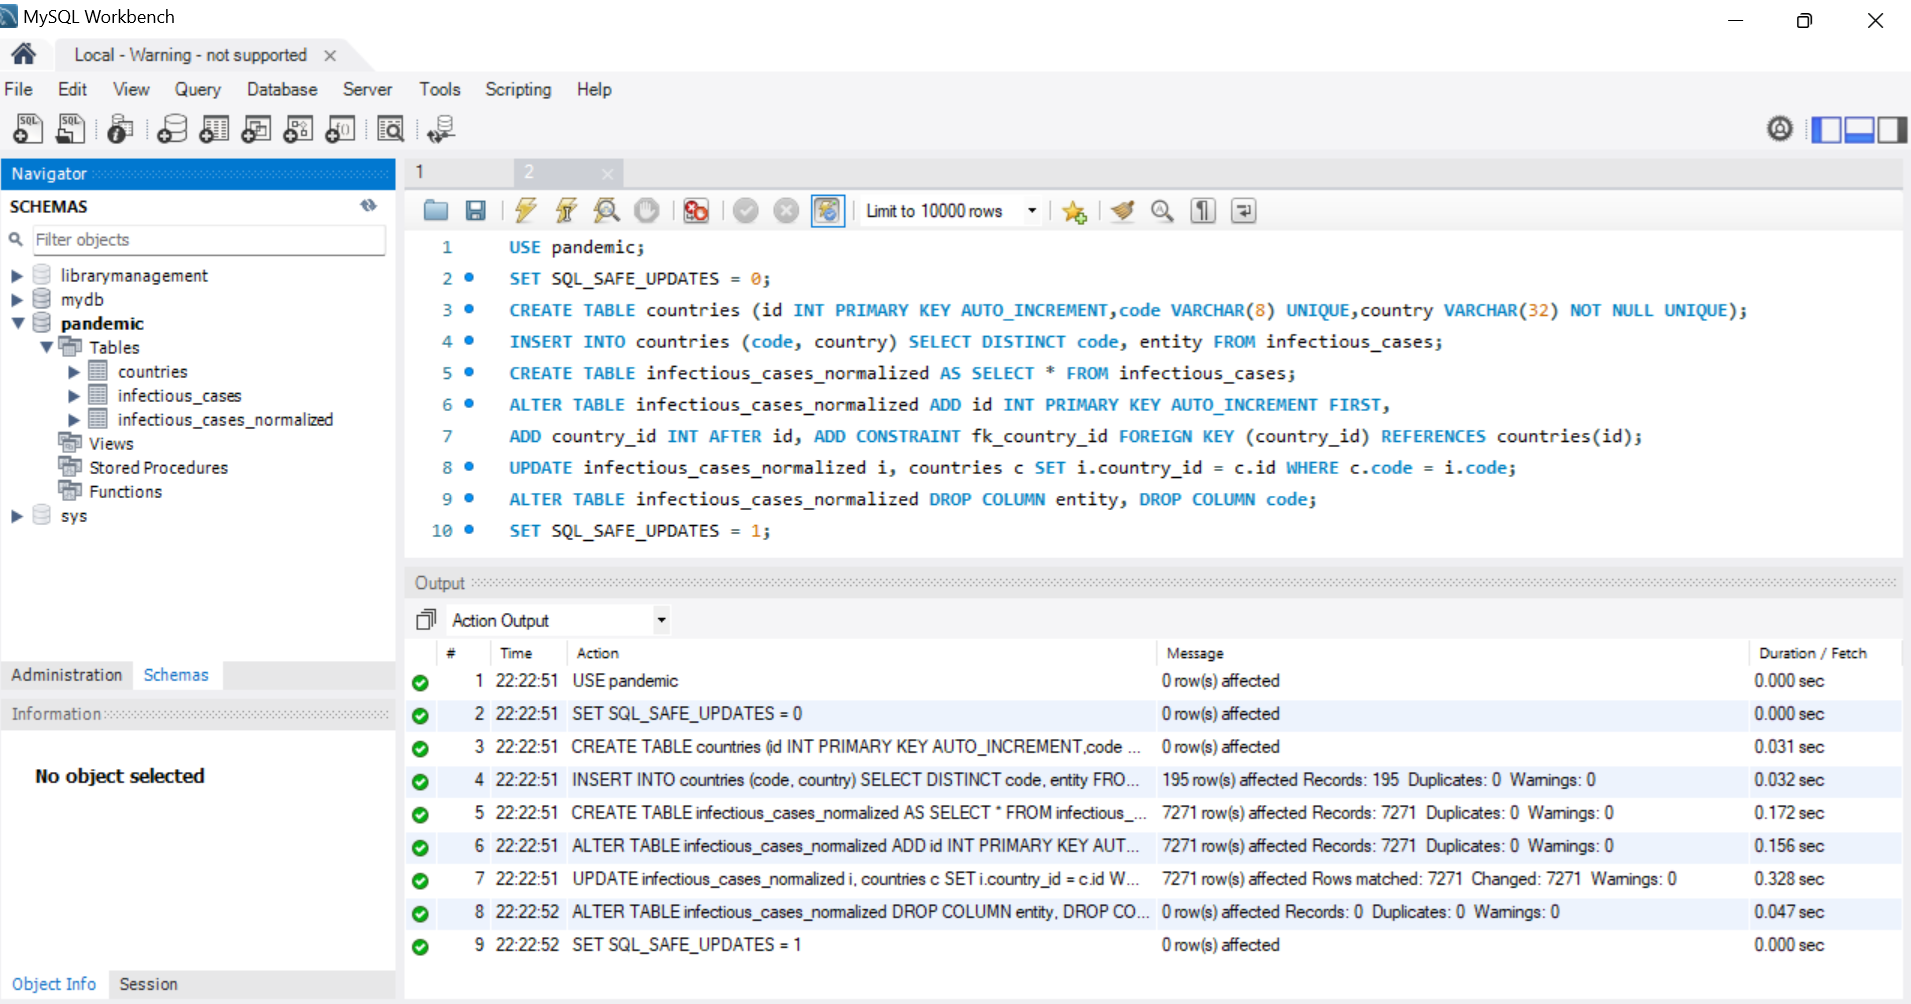 MySQL Workbench
Local - Warning - not supported
File Edit View Query Database Server Tools Scripting Help
Navigator
SCHEMAS
Filter objects
librarymanagement
mydb
pandemic
Tables
countries
infectious_cases
infectious_cases_normalized
Views
Stored Procedures
Functions
sys
Administration Schemas
Information
No object selected
Object Info Session
1 2
Limit to 10000 rows
1 USE pandemic;
2 SET SQL_SAFE_UPDATES = 0;
3 CREATE TABLE countries (id INT PRIMARY KEY AUTO_INCREMENT,code VARCHAR(8) UNIQUE,country VARCHAR(32) NOT NULL UNIQUE);
4 INSERT INTO countries (code, country) SELECT DISTINCT code, entity FROM infectious_cases;
5 CREATE TABLE infectious_cases_normalized AS SELECT * FROM infectious_cases;
6 ALTER TABLE infectious_cases_normalized ADD id INT PRIMARY KEY AUTO_INCREMENT FIRST,
7 ADD country_id INT AFTER id, ADD CONSTRAINT fk_country_id FOREIGN KEY (country_id) REFERENCES countries(id);
8 UPDATE infectious_cases_normalized i, countries c SET i.country_id = c.id WHERE c.code = i.code;
9 ALTER TABLE infectious_cases_normalized DROP COLUMN entity, DROP COLUMN code;
10 SET SQL_SAFE_UPDATES = 1;
Output
Action Output
# Time Action Message Duration / Fetch
1 22:22:51 USE pandemic 0 row(s) affected 0.000 sec
2 22:22:51 SET SQL_SAFE_UPDATES = 0 0 row(s) affected 0.000 sec
3 22:22:51 CREATE TABLE countries (id INT PRIMARY KEY AUTO_INCREMENT,code ... 0 row(s) affected 0.031 sec
4 22:22:51 INSERT INTO countries (code, country) SELECT DISTINCT code, entity FRO... 195 row(s) affected Records: 195 Duplicates: 0 Warnings: 0 0.032 sec
5 22:22:51 CREATE TABLE infectious_cases_normalized AS SELECT * FROM infectious_... 7271 row(s) affected Records: 7271 Duplicates: 0 Warnings: 0 0.172 sec
6 22:22:51 ALTER TABLE infectious_cases_normalized ADD id INT PRIMARY KEY AUT... 7271 row(s) affected Records: 7271 Duplicates: 0 Warnings: 0 0.156 sec
7 22:22:51 UPDATE infectious_cases_normalized i, countries c SET i.country_id = c.id W... 7271 row(s) affected Rows matched: 7271 Changed: 7271 Warnings: 0 0.328 sec
8 22:22:52 ALTER TABLE infectious_cases_normalized DROP COLUMN entity, DROP CO... 0 row(s) affected Records: 0 Duplicates: 0 Warnings: 0 0.047 sec
9 22:22:52 SET SQL_SAFE_UPDATES = 1 0 row(s) affected 0.000 sec